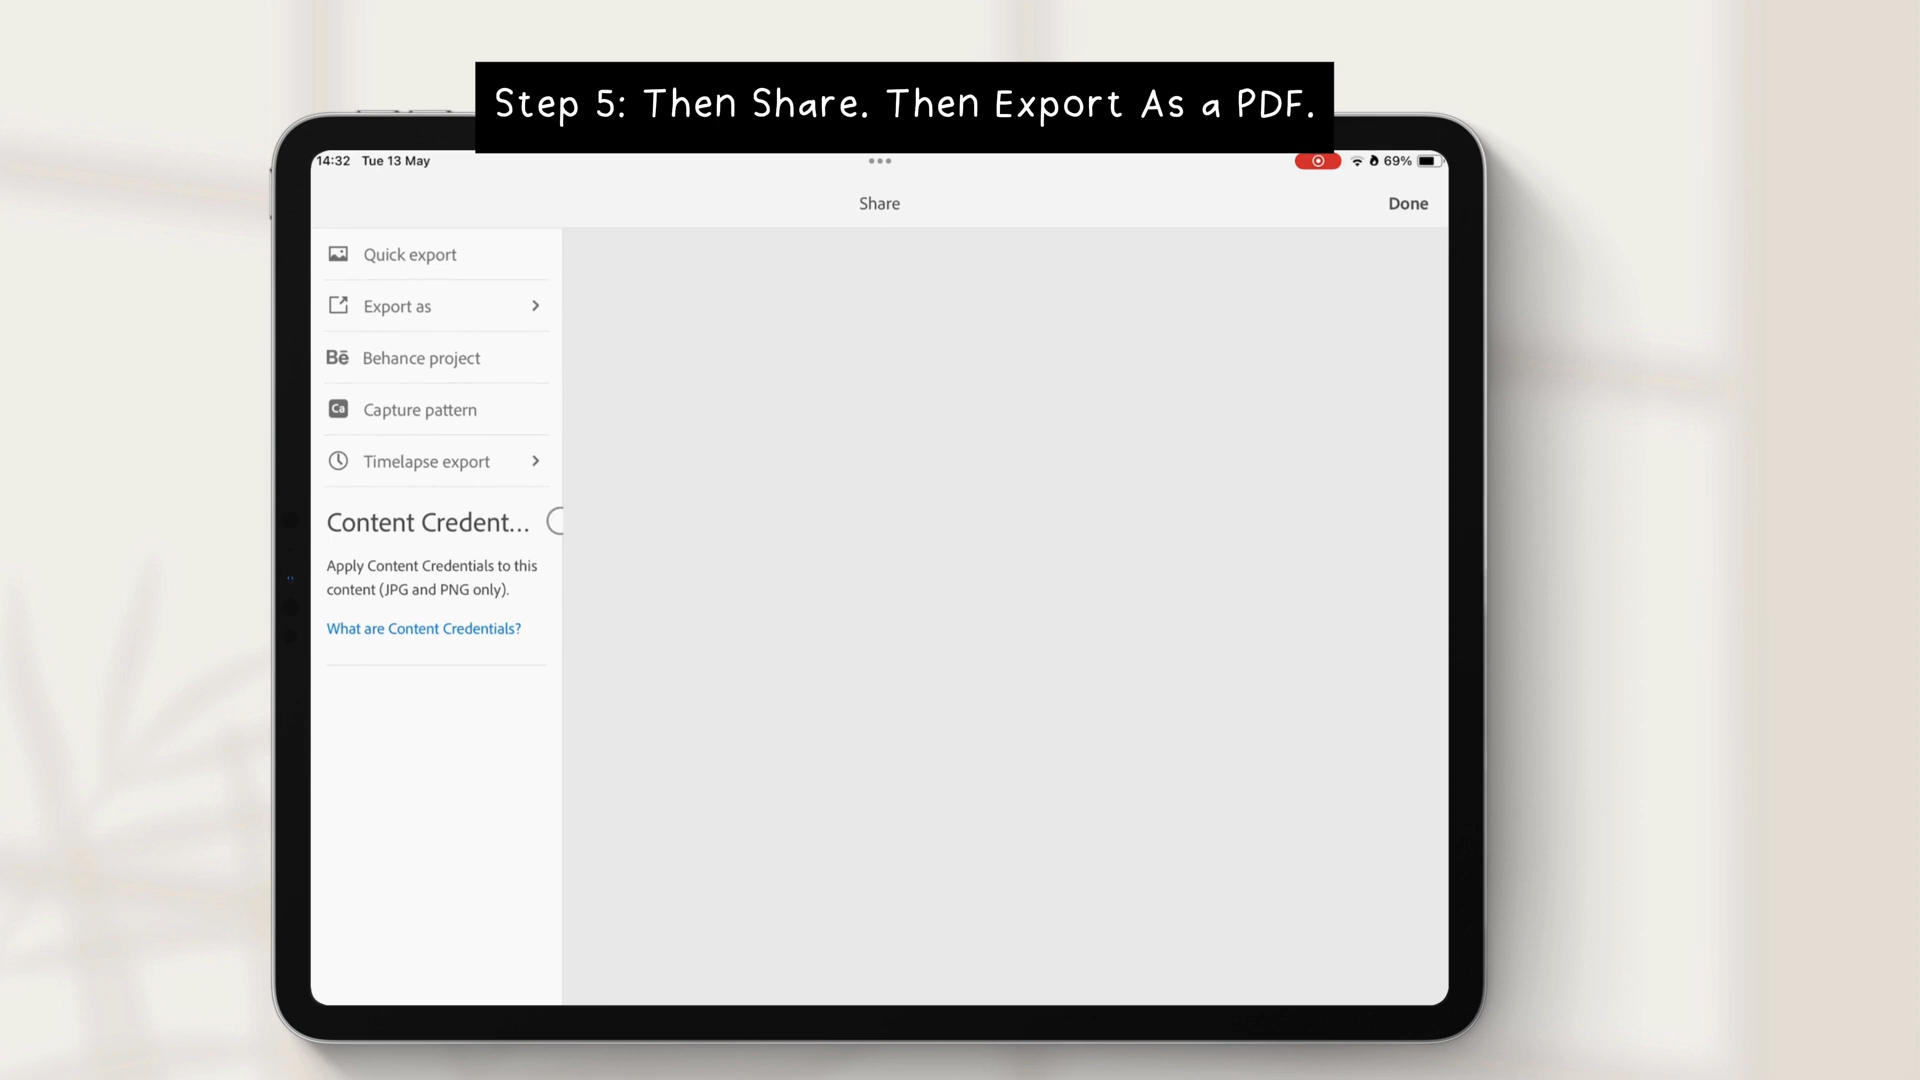 Step 5: Then Share. Then Export As a PDF.
14:32 Tue 13 May
69%
Share
Done
Quick export
Export as
Bē Behance project
Ca Capture pattern
Timelapse export
Content Credent...
Apply Content Credentials to this
content (JPG and PNG only).
What are Content Credentials?